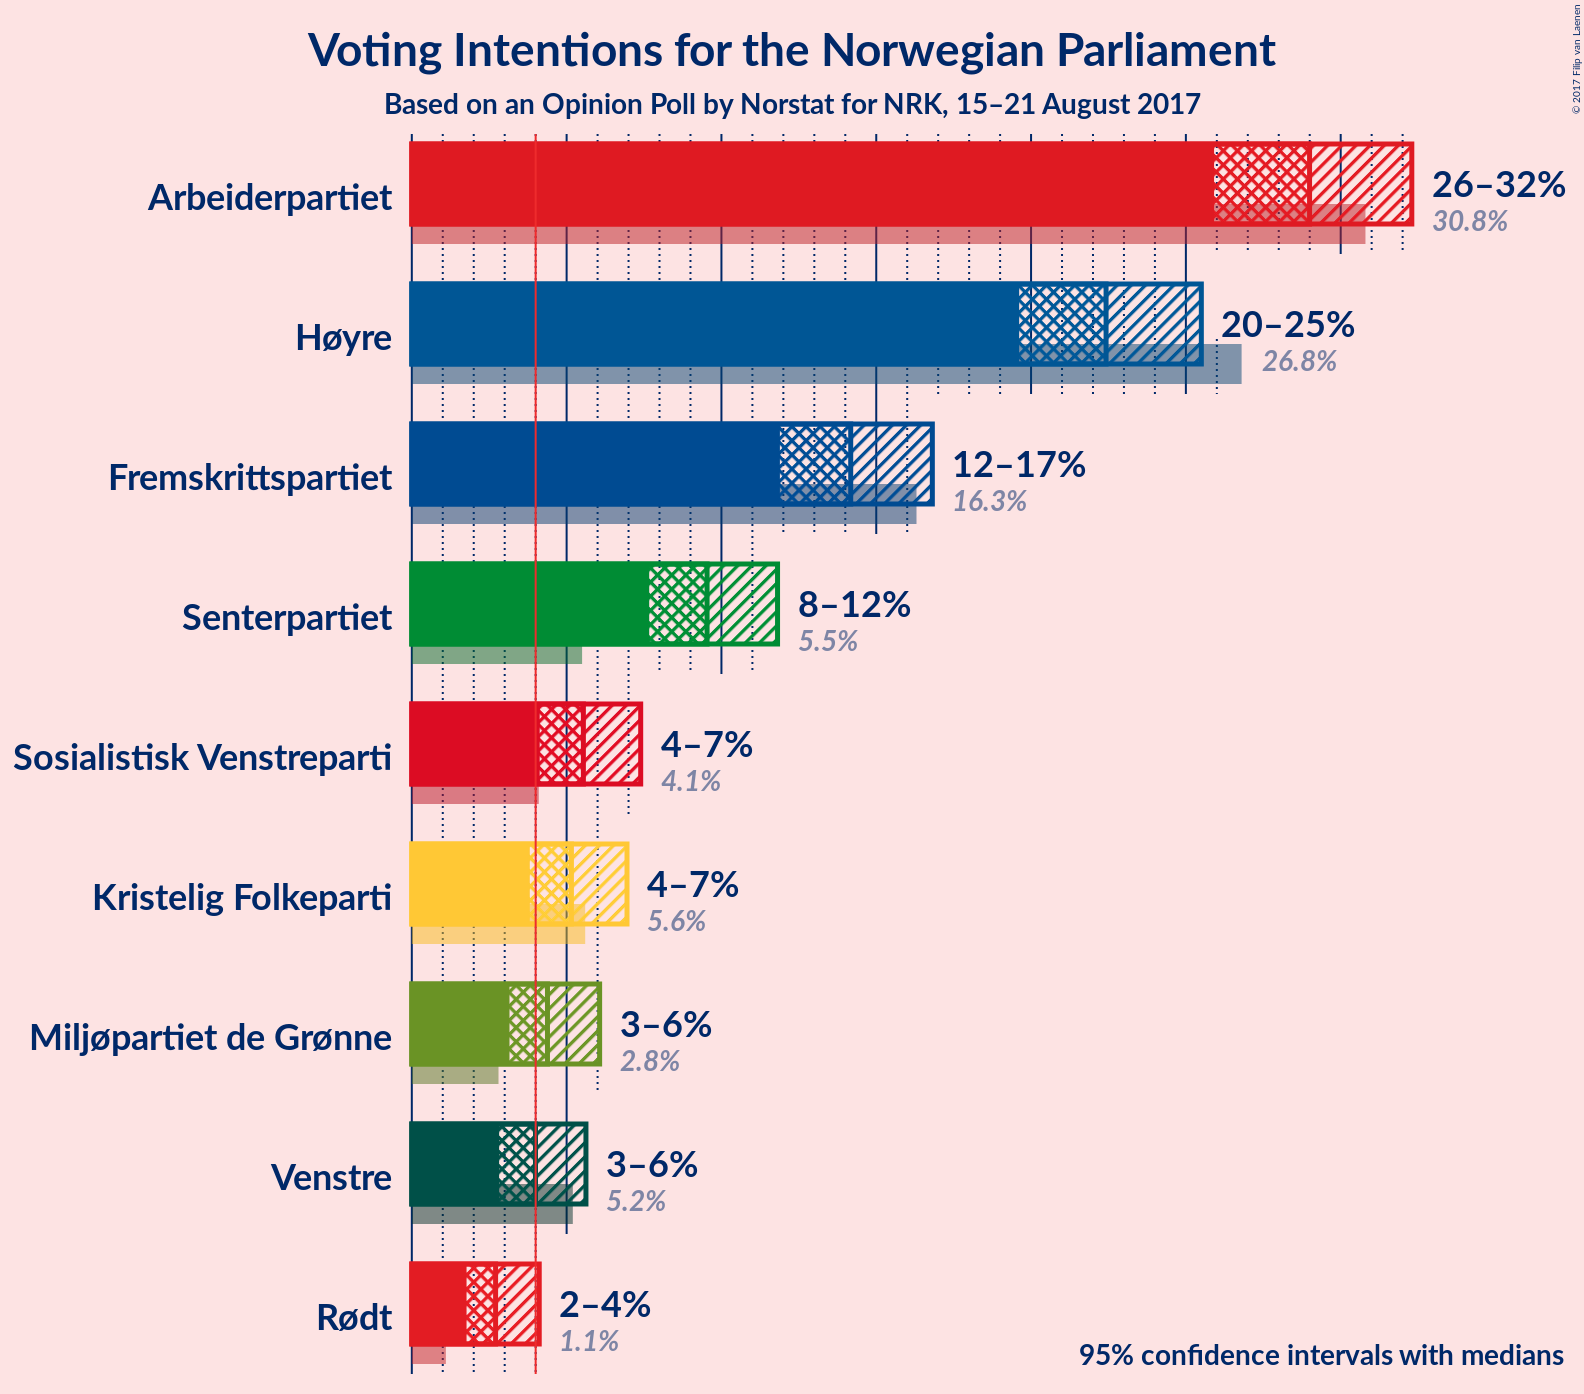 Voting Intentions for the Norwegian Parliament
Based on an Opinion Poll by Norstat for NRK, 15–21 August 2017
© 2017 Filip van Laenen
Arbeiderpartiet
26–32%
30.8%
Høyre
20–25%
26.8%
Fremskrittspartiet
12–17%
16.3%
Senterpartiet
8–12%
5.5%
Sosialistisk Venstreparti
4–7%
4.1%
Kristelig Folkeparti
4–7%
5.6%
Miljøpartiet de Grønne
3–6%
2.8%
Venstre
3–6%
5.2%
Rødt
2–4%
1.1%
95% confidence intervals with medians